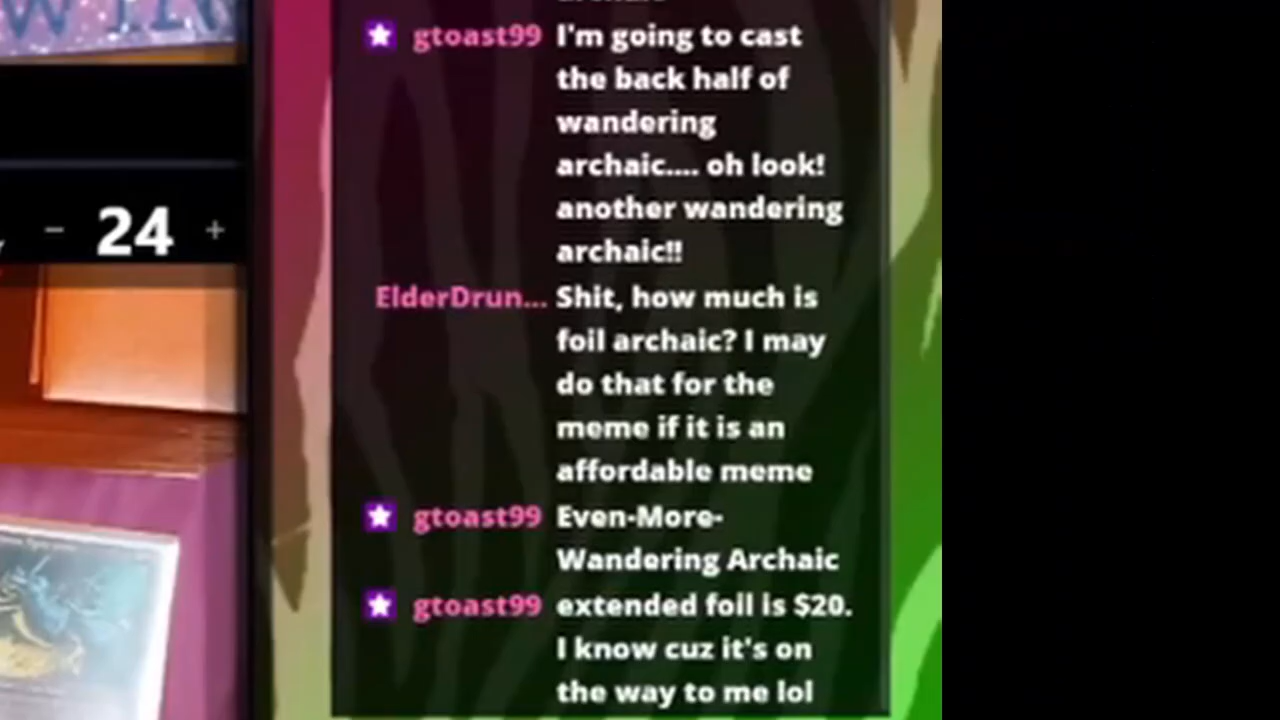 gtoast99 I'm going to cast
the back half of
wandering
archaic.... oh look!
another wandering
archaic!!
ElderDrun... Shit, how much is
foil archaic? I may
do that for the
meme if it is an
affordable meme
gtoast99 Even-More-
Wandering Archaic
gtoast99 extended foil is $20.
I know cuz it's on
the way to me lol
- 24 +